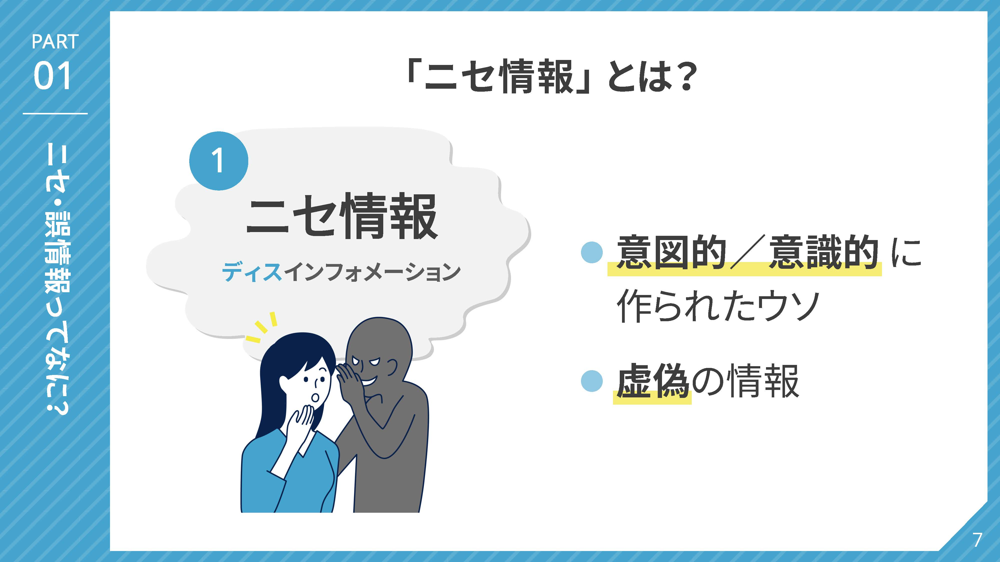 PART
01
ニセ・誤情報ってなに？
「ニセ情報」とは？
1
ニセ情報
ディスインフォメーション
意図的／意識的に
作られたウソ
虚偽の情報
7